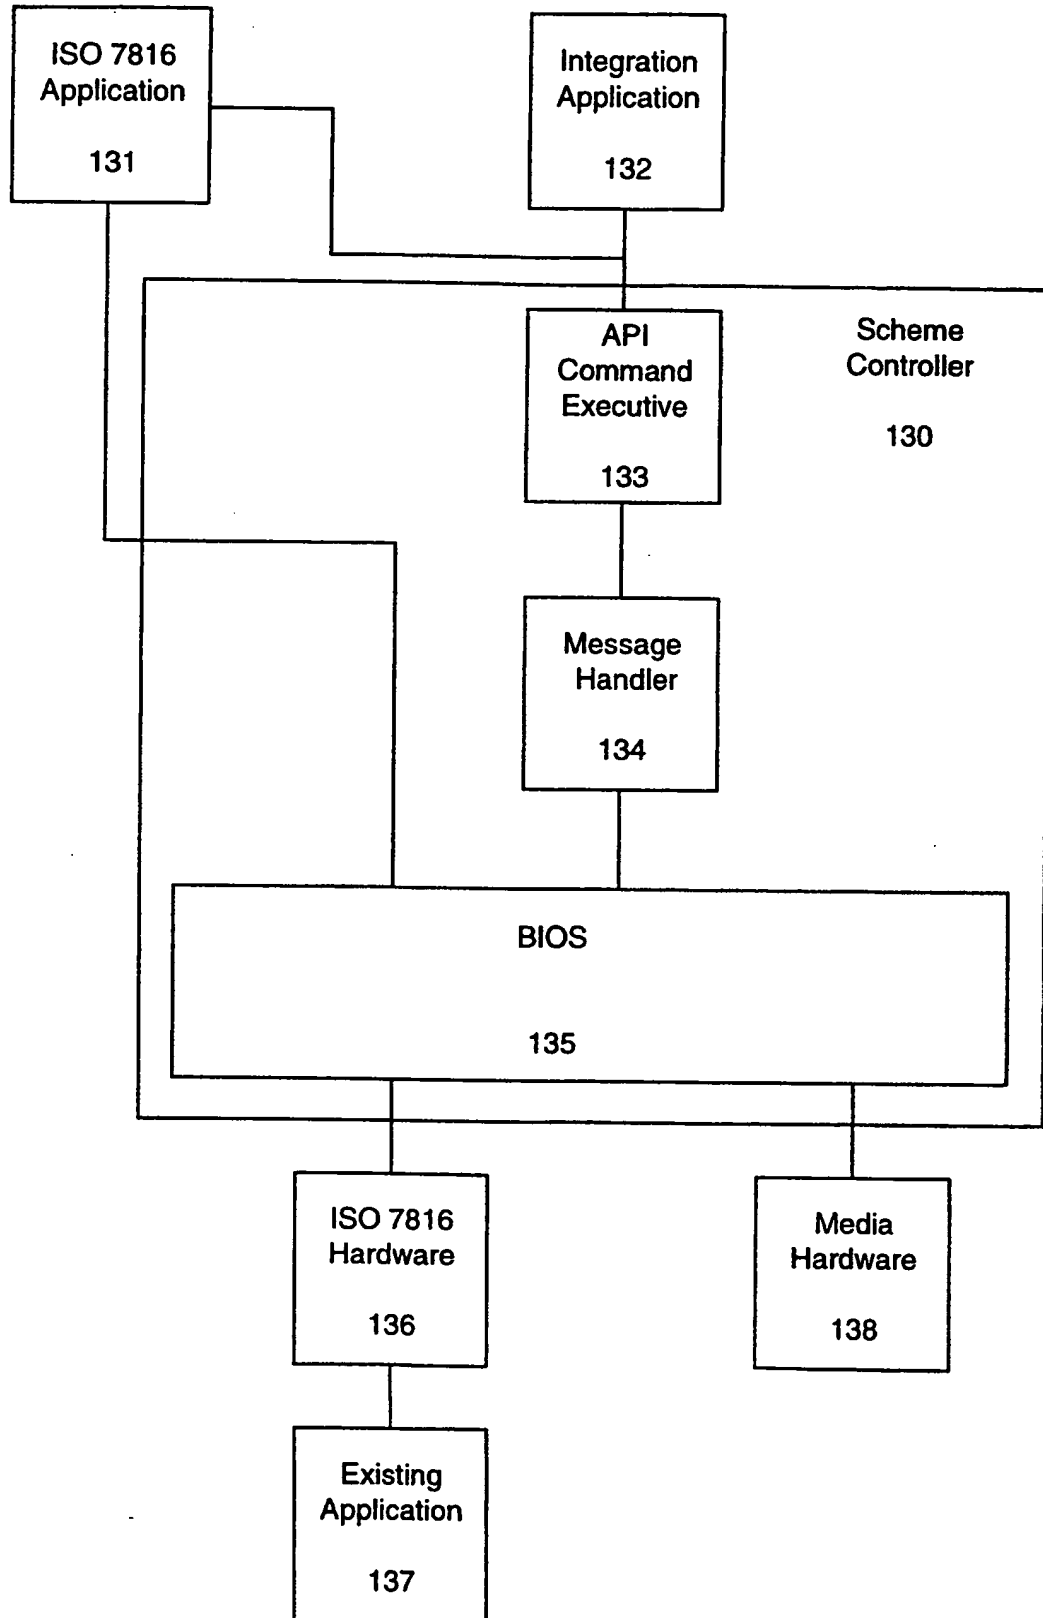 ISO 7816
Application
131
Integration
Application
132
API
Command
Executive
133
Scheme
Controller
130
Message
Handler
134
BIOS
135
ISO 7816
Hardware
136
Media
Hardware
138
Existing
Application
137